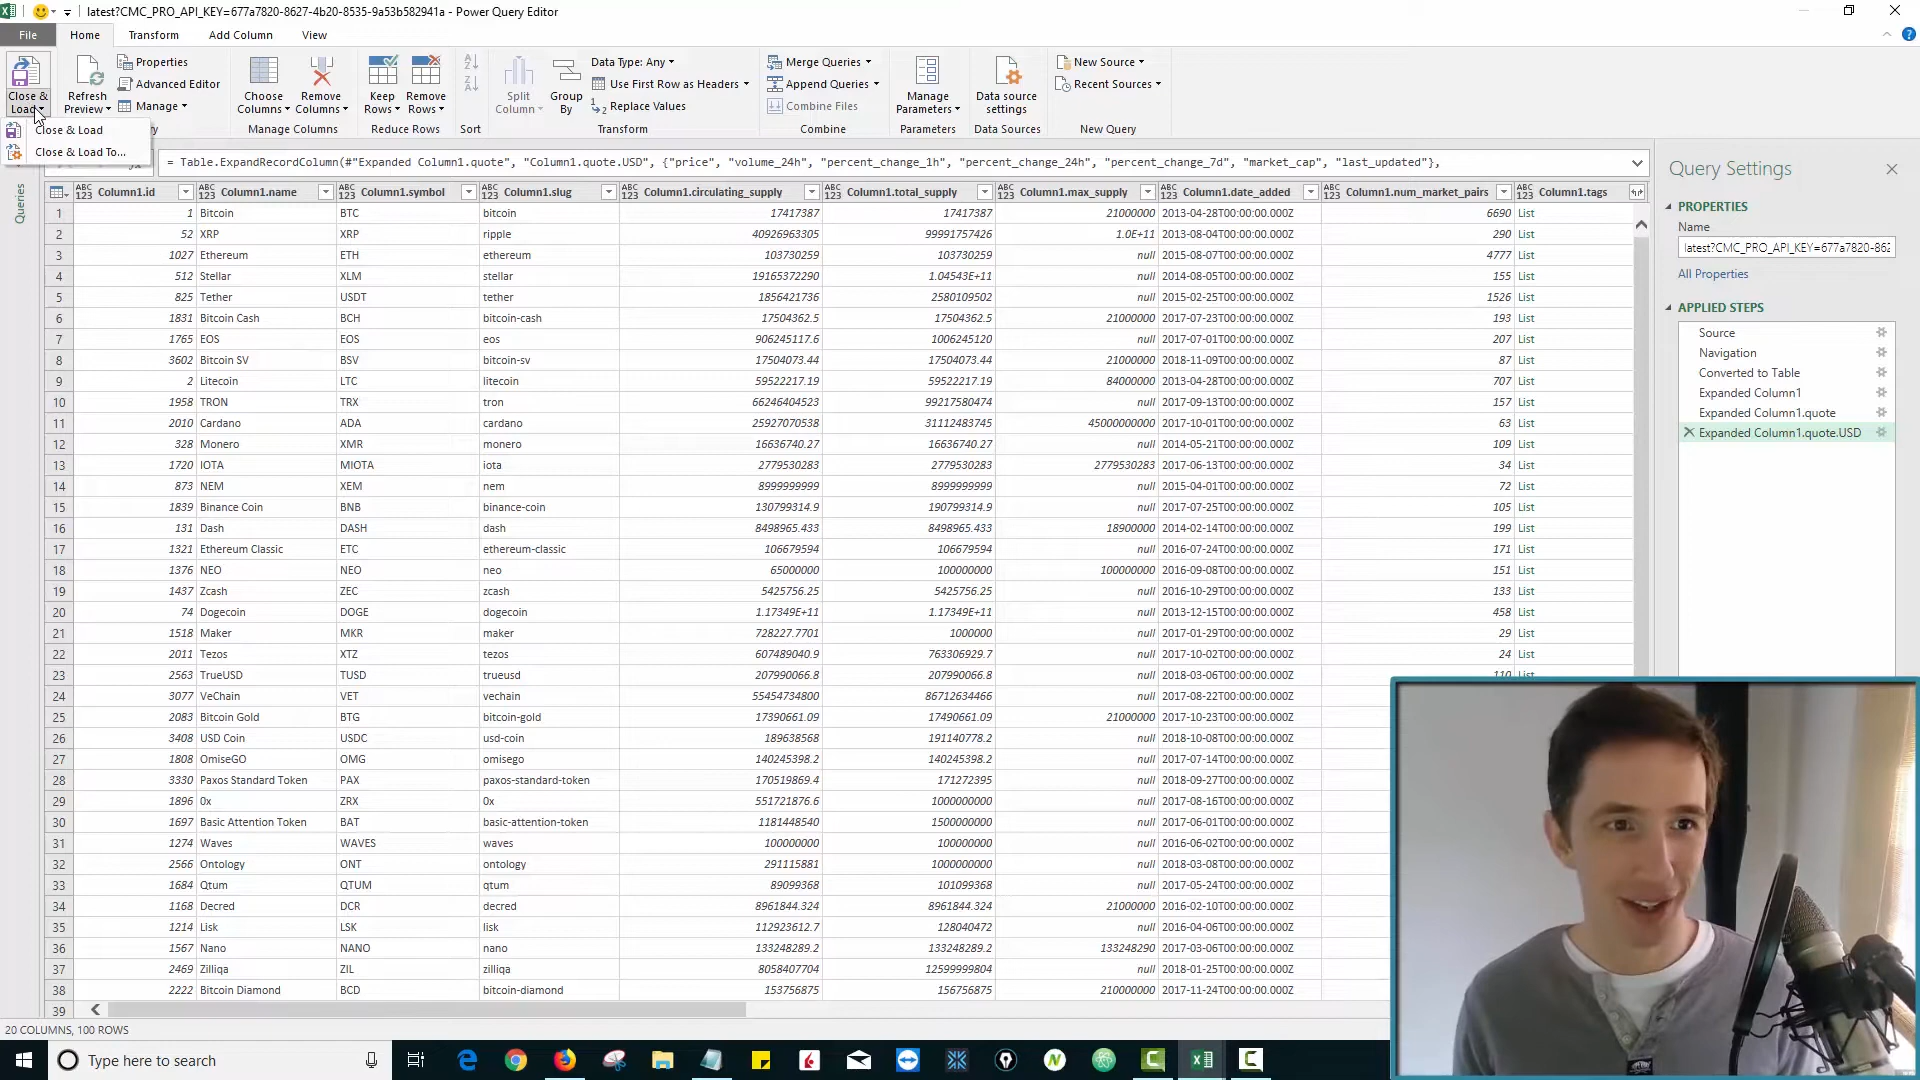 latest?CMC_PRO_API_KEY=677a7820-8627-4b20-8535-9a53b582941a - Power Query Editor
File Home Transform Add Column View
Close & Load
Refresh Preview
Properties
Advanced Editor
Manage
Choose Columns
Remove Columns
Manage Columns
Keep Rows
Remove Rows
Reduce Rows
Sort
Split Column
Group By
Data Type: Any
Use First Row as Headers
Replace Values
Transform
Merge Queries
Append Queries
Combine Files
Combine
Manage Parameters
Parameters
Data source settings
Data Sources
New Source
Recent Sources
New Query
Close & Load
Close & Load To...
= Table.ExpandRecordColumn(#"Expanded Column1.quote", "Column1.quote.USD", {"price", "volume_24h", "percent_change_1h", "percent_change_24h", "percent_change_7d", "market_cap", "last_updated"},
Queries
ABC 123 Column1.id ABC 123 Column1.name ABC 123 Column1.symbol ABC 123 Column1.slug ABC 123 Column1.circulating_supply ABC 123 Column1.total_supply ABC 123 Column1.max_supply ABC 123 Column1.date_added ABC 123 Column1.num_market_pairs ABC 123 Column1.tags
1 1 Bitcoin BTC bitcoin 17417387 17417387 21000000 2013-04-28T00:00:00.000Z 6690 List
2 52 XRP XRP ripple 40926963305 99991757426 1.0E+11 2013-08-04T00:00:00.000Z 290 List
3 1027 Ethereum ETH ethereum 103730259 103730259 null 2015-08-07T00:00:00.000Z 4777 List
4 512 Stellar XLM stellar 19165372290 1.04543E+11 null 2014-08-05T00:00:00.000Z 155 List
5 825 Tether USDT tether 1856421736 2580109502 null 2015-02-25T00:00:00.000Z 1526 List
6 1831 Bitcoin Cash BCH bitcoin-cash 17504362.5 17504362.5 21000000 2017-07-23T00:00:00.000Z 193 List
7 1765 EOS EOS eos 906245117.6 1006245120 null 2017-07-01T00:00:00.000Z 207 List
8 3602 Bitcoin SV BSV bitcoin-sv 17504073.44 17504073.44 21000000 2018-11-09T00:00:00.000Z 87 List
9 2 Litecoin LTC litecoin 59522217.19 59522217.19 84000000 2013-04-28T00:00:00.000Z 707 List
10 1958 TRON TRX tron 66246404523 99217580474 null 2017-09-13T00:00:00.000Z 157 List
11 2010 Cardano ADA cardano 25927070538 31112483745 45000000000 2017-10-01T00:00:00.000Z 63 List
12 328 Monero XMR monero 16636740.27 16636740.27 null 2014-05-21T00:00:00.000Z 109 List
13 1720 IOTA MIOTA iota 2779530283 2779530283 2779530283 2017-06-13T00:00:00.000Z 34 List
14 873 NEM XEM nem 8999999999 8999999999 null 2015-04-01T00:00:00.000Z 72 List
15 1839 Binance Coin BNB binance-coin 130799314.9 190799314.9 null 2017-07-25T00:00:00.000Z 105 List
16 131 Dash DASH dash 8498965.433 8498965.433 18900000 2014-02-14T00:00:00.000Z 199 List
17 1321 Ethereum Classic ETC ethereum-classic 106679594 106679594 null 2016-07-24T00:00:00.000Z 171 List
18 1376 NEO NEO neo 65000000 100000000 100000000 2016-09-08T00:00:00.000Z 151 List
19 1437 Zcash ZEC zcash 5425756.25 5425756.25 null 2016-10-29T00:00:00.000Z 133 List
20 74 Dogecoin DOGE dogecoin 1.17349E+11 1.17349E+11 null 2013-12-15T00:00:00.000Z 458 List
21 1518 Maker MKR maker 728227.7701 1000000 null 2017-01-29T00:00:00.000Z 29 List
22 2011 Tezos XTZ tezos 607489040.9 763306929.7 null 2017-10-02T00:00:00.000Z 24 List
23 2563 TrueUSD TUSD trueusd 207990066.8 207990066.8 null 2018-03-06T00:00:00.000Z 110 List
24 3077 VeChain VET vechain 55454734800 86712634466 null 2017-08-22T00:00:00.000Z
25 2083 Bitcoin Gold BTG bitcoin-gold 17390661.09 17490661.09 21000000 2017-10-23T00:00:00.000Z
26 3408 USD Coin USDC usd-coin 189638568 191140778.2 null 2018-10-08T00:00:00.000Z
27 1808 OmiseGO OMG omisego 140245398.2 140245398.2 null 2017-07-14T00:00:00.000Z
28 3330 Paxos Standard Token PAX paxos-standard-token 170519869.4 171272395 null 2018-09-27T00:00:00.000Z
29 1896 0x ZRX 0x 551721876.6 1000000000 null 2017-08-16T00:00:00.000Z
30 1697 Basic Attention Token BAT basic-attention-token 1181448540 1500000000 null 2017-06-01T00:00:00.000Z
31 1274 Waves WAVES waves 100000000 100000000 null 2016-06-02T00:00:00.000Z
32 2566 Ontology ONT ontology 291115881 1000000000 null 2018-03-08T00:00:00.000Z
33 1684 Qtum QTUM qtum 89099368 101099368 null 2017-05-24T00:00:00.000Z
34 1168 Decred DCR decred 8961844.324 8961844.324 21000000 2016-02-10T00:00:00.000Z
35 1214 Lisk LSK lisk 112923612.7 128040472 null 2016-04-06T00:00:00.000Z
36 1567 Nano NANO nano 133248289.2 133248289.2 133248290 2017-03-06T00:00:00.000Z
37 2469 Zilliqa ZIL zilliqa 8058407704 12599999804 null 2018-01-25T00:00:00.000Z
38 2222 Bitcoin Diamond BCD bitcoin-diamond 153756875 156756875 210000000 2017-11-24T00:00:00.000Z
39
Query Settings
PROPERTIES
Name
latest?CMC_PRO_API_KEY=677a7820-862
All Properties
APPLIED STEPS
Source
Navigation
Converted to Table
Expanded Column1
Expanded Column1.quote
Expanded Column1.quote.USD
20 COLUMNS, 100 ROWS
Type here to search